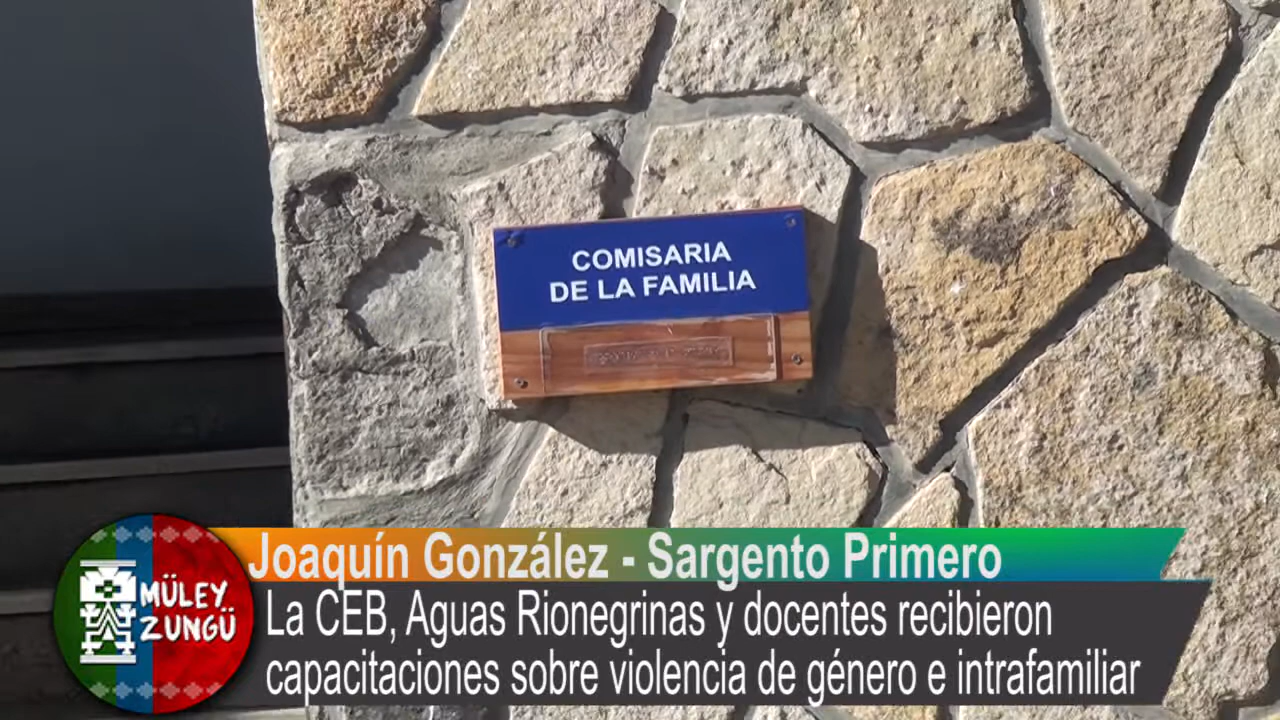 COMISARIA
DE LA FAMILIA
Joaquín González - Sargento Primero
MÜLEY
ZUNGÜ
La CEB, Aguas Rionegrinas y docentes recibieron
capacitaciones sobre violencia de género e intrafamiliar